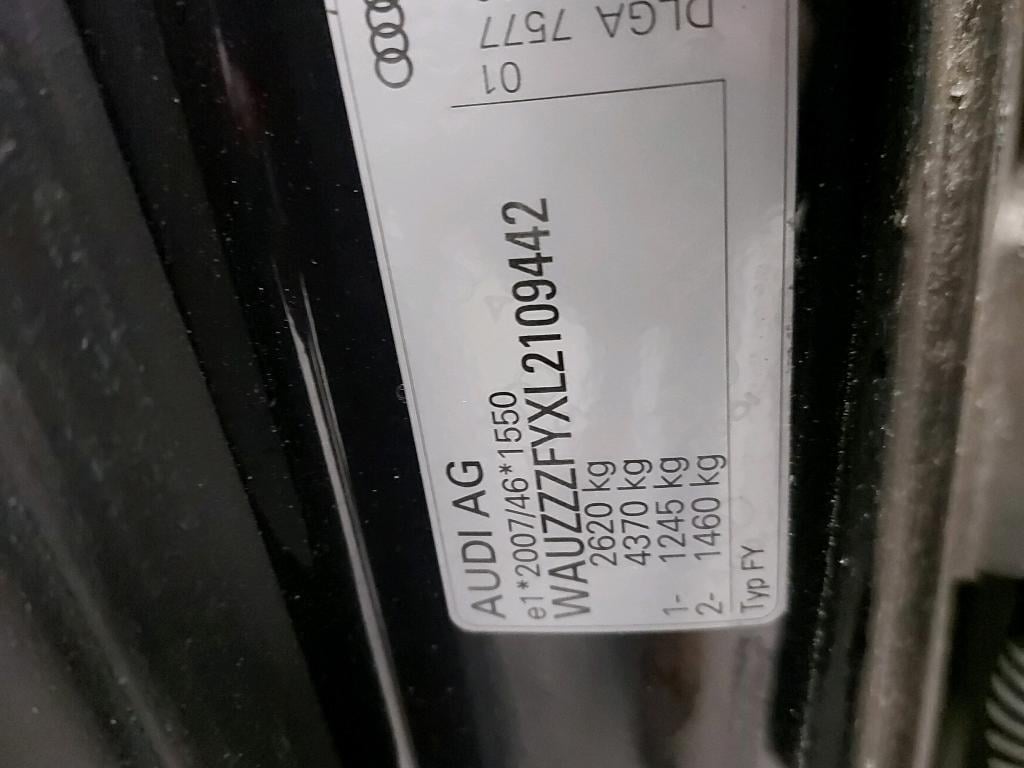 AUDI AG
e1*2007/46*1550
WAUZZZFYXL2109442
2620 kg
4370 kg
1- 1245 kg
2- 1460 kg
Typ FY
DLGA 7577
01